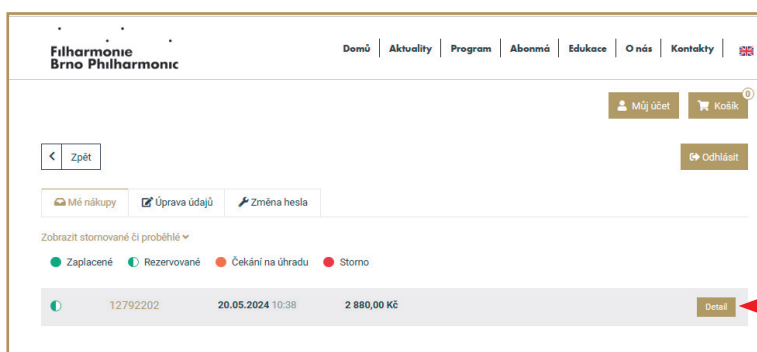 Filharmonie
Brno Philharmonic
Domů Aktuality Program Abonmá Edukace O nás Kontakty
0
Můj účet Košík
Zpět
Odhlásit
Mé nákupy Úprava údajů Změna hesla
Zobrazit stornované či proběhlé
Zaplacené Rezervované Čekání na úhradu Storno
12792202 20.05.2024 10:38 2 880,00 Kč Detail